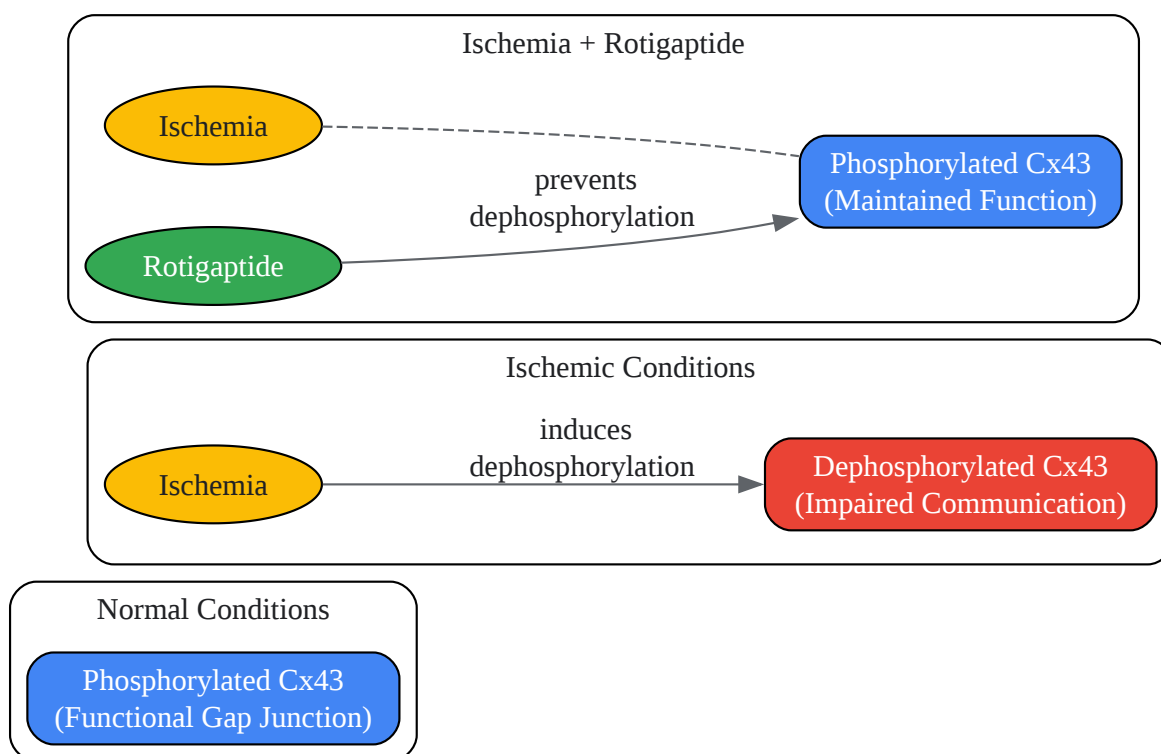 Ischemia + Rotigaptide
Ischemia
Phosphorylated Cx43
(Maintained Function)
prevents
dephosphorylation
Rotigaptide
Ischemic Conditions
induces
dephosphorylation
Ischemia
Dephosphorylated Cx43
(Impaired Communication)
Normal Conditions
Phosphorylated Cx43
(Functional Gap Junction)